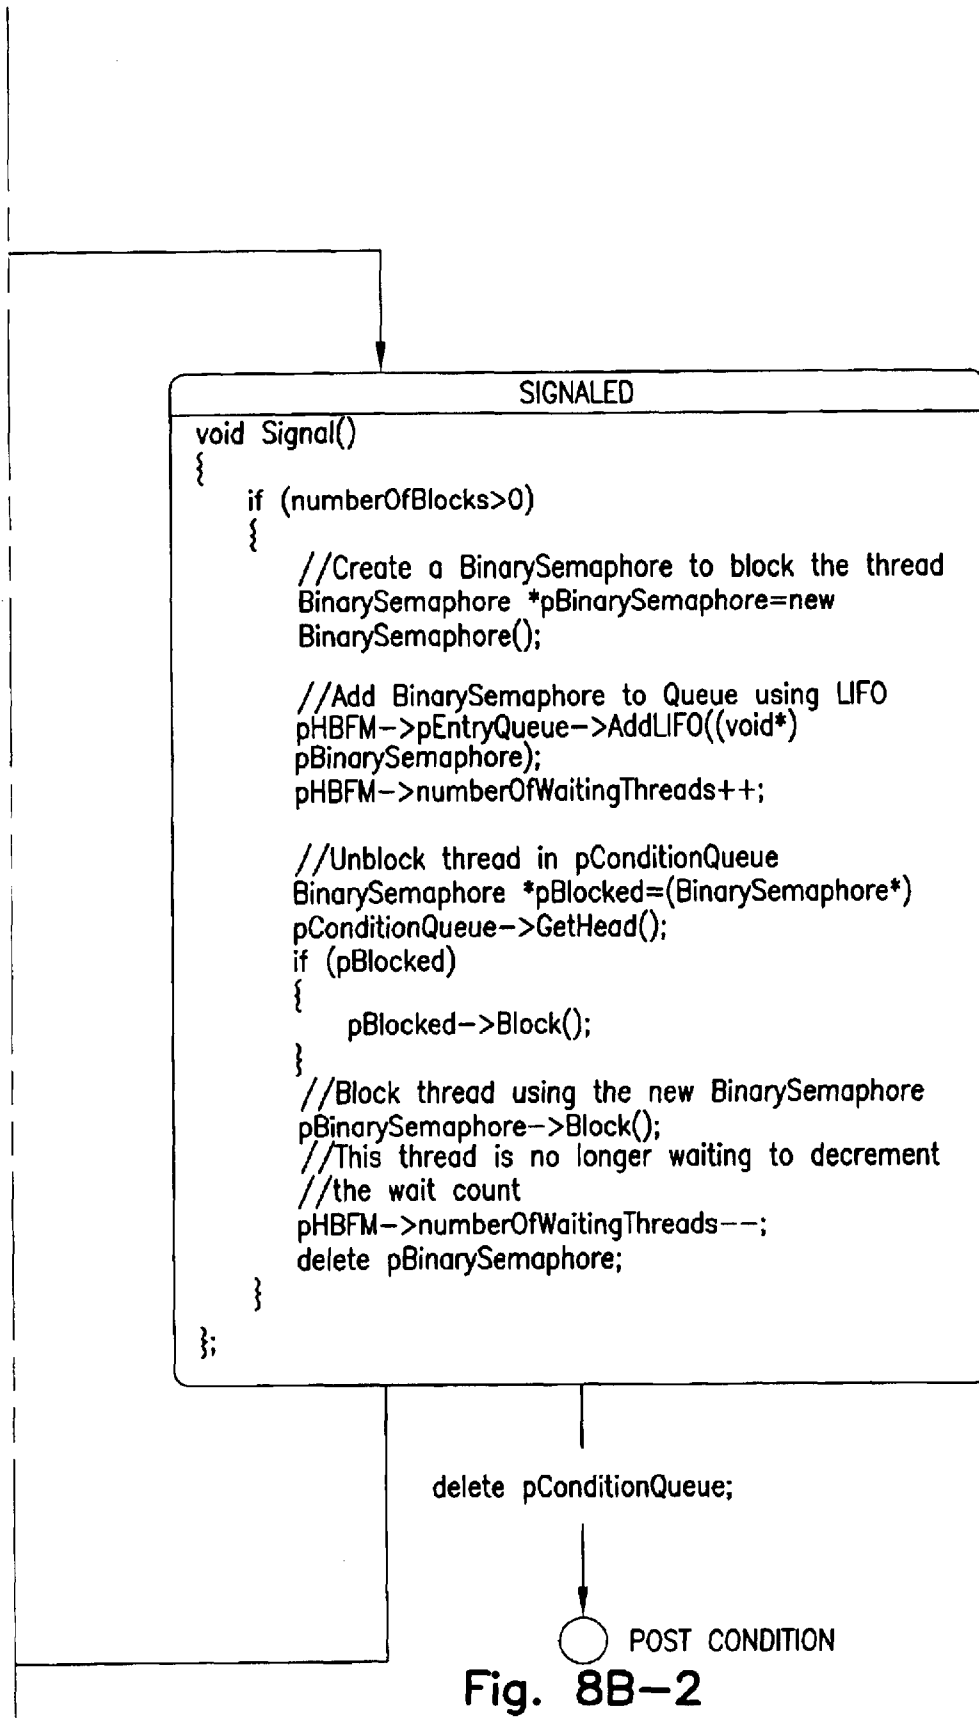 SIGNALED
void Signal()
{
if (numberOfBlocks>0)
{
//Create a BinarySemaphore to block the thread
BinarySemaphore *pBinarySemaphore=new
BinarySemaphore();
//Add BinarySemaphore to Queue using LIFO
pHBFM->pEntryQueue->AddLIFO((void*)
pBinarySemaphore);
pHBFM->numberOfWaitingThreads++;
//Unblock thread in pConditionQueue
BinarySemaphore *pBlocked=(BinarySemaphore*)
pConditionQueue->GetHead();
if (pBlocked)
{
pBlocked->Block();
}
//Block thread using the new BinarySemaphore
pBinarySemaphore->Block();
//This thread is no longer waiting to decrement
//the wait count
pHBFM->numberOfWaitingThreads--;
delete pBinarySemaphore;
}
};
delete pConditionQueue;
POST CONDITION
Fig. 8B-2